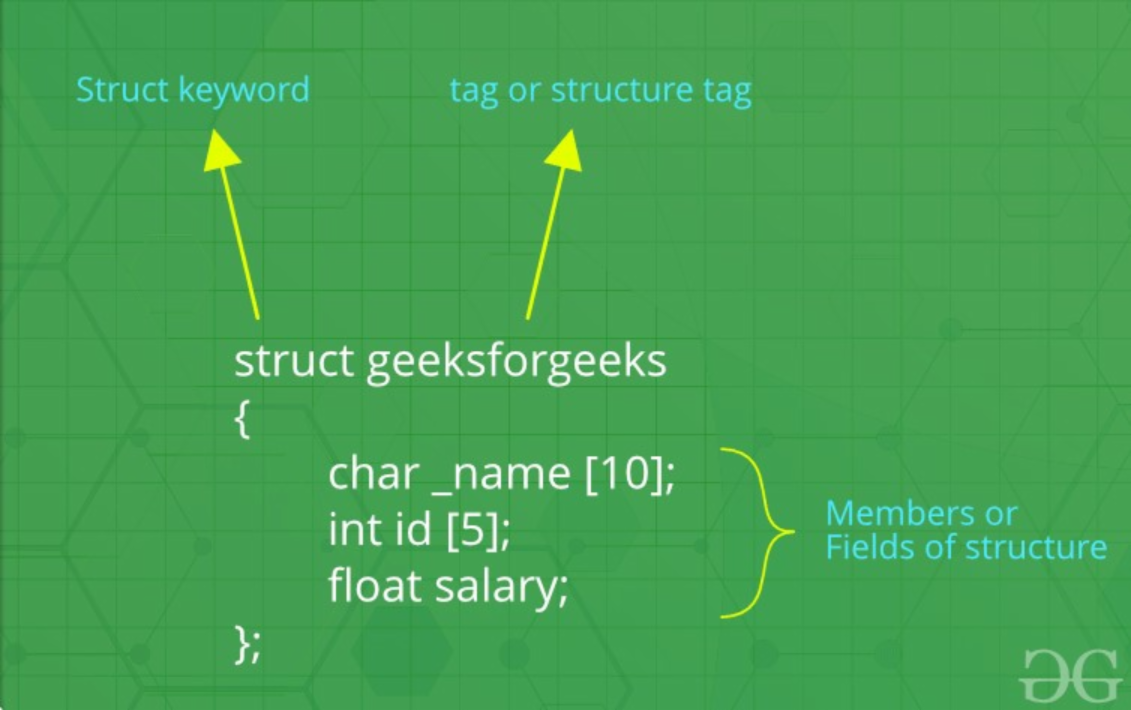 Struct keyword
tag or structure tag
struct geeksforgeeks
{
char _name [10];
int id [5];
float salary;
};
Members or
Fields of structure